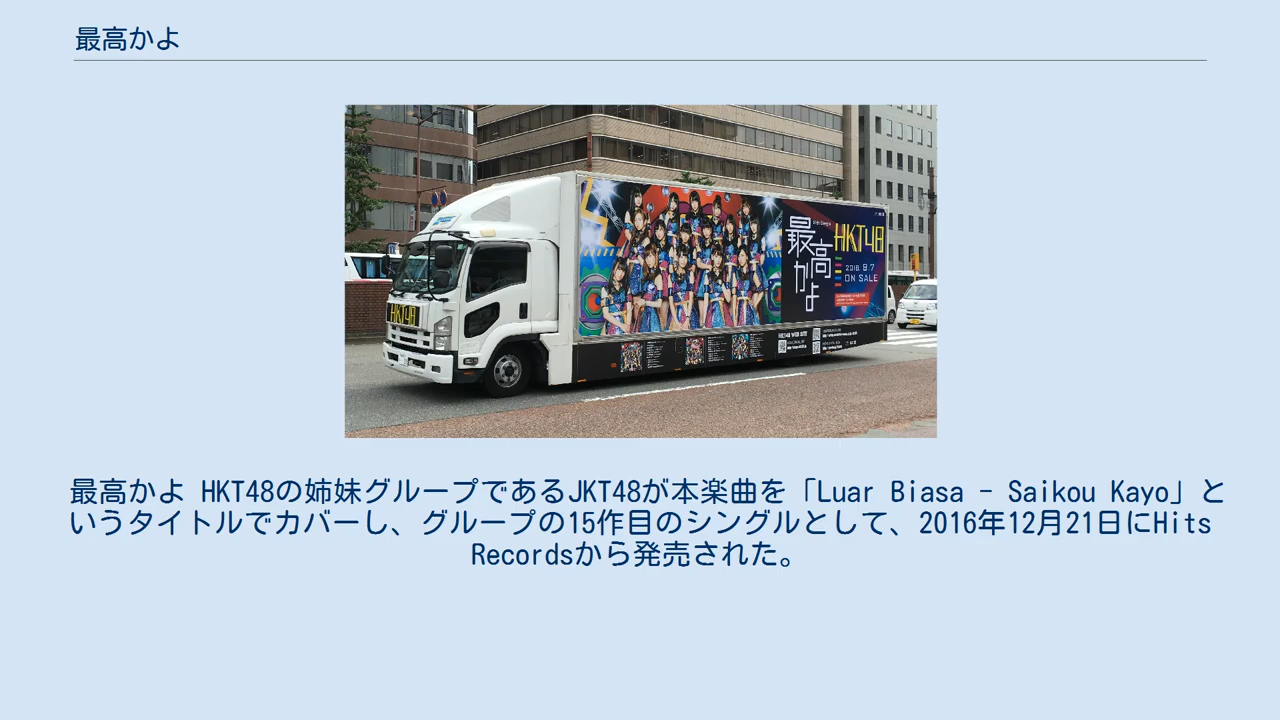 最高かよ
最高かよ
HKT48
2016. 9.7
ON SALE
HKT48
HKT48 WEB SITE
最高かよ HKT48の姉妹グループであるJKT48が本楽曲を「Luar Biasa - Saikou Kayo」と
いうタイトルでカバーし、グループの15作目のシングルとして、2016年12月21日にHits
Recordsから発売された。